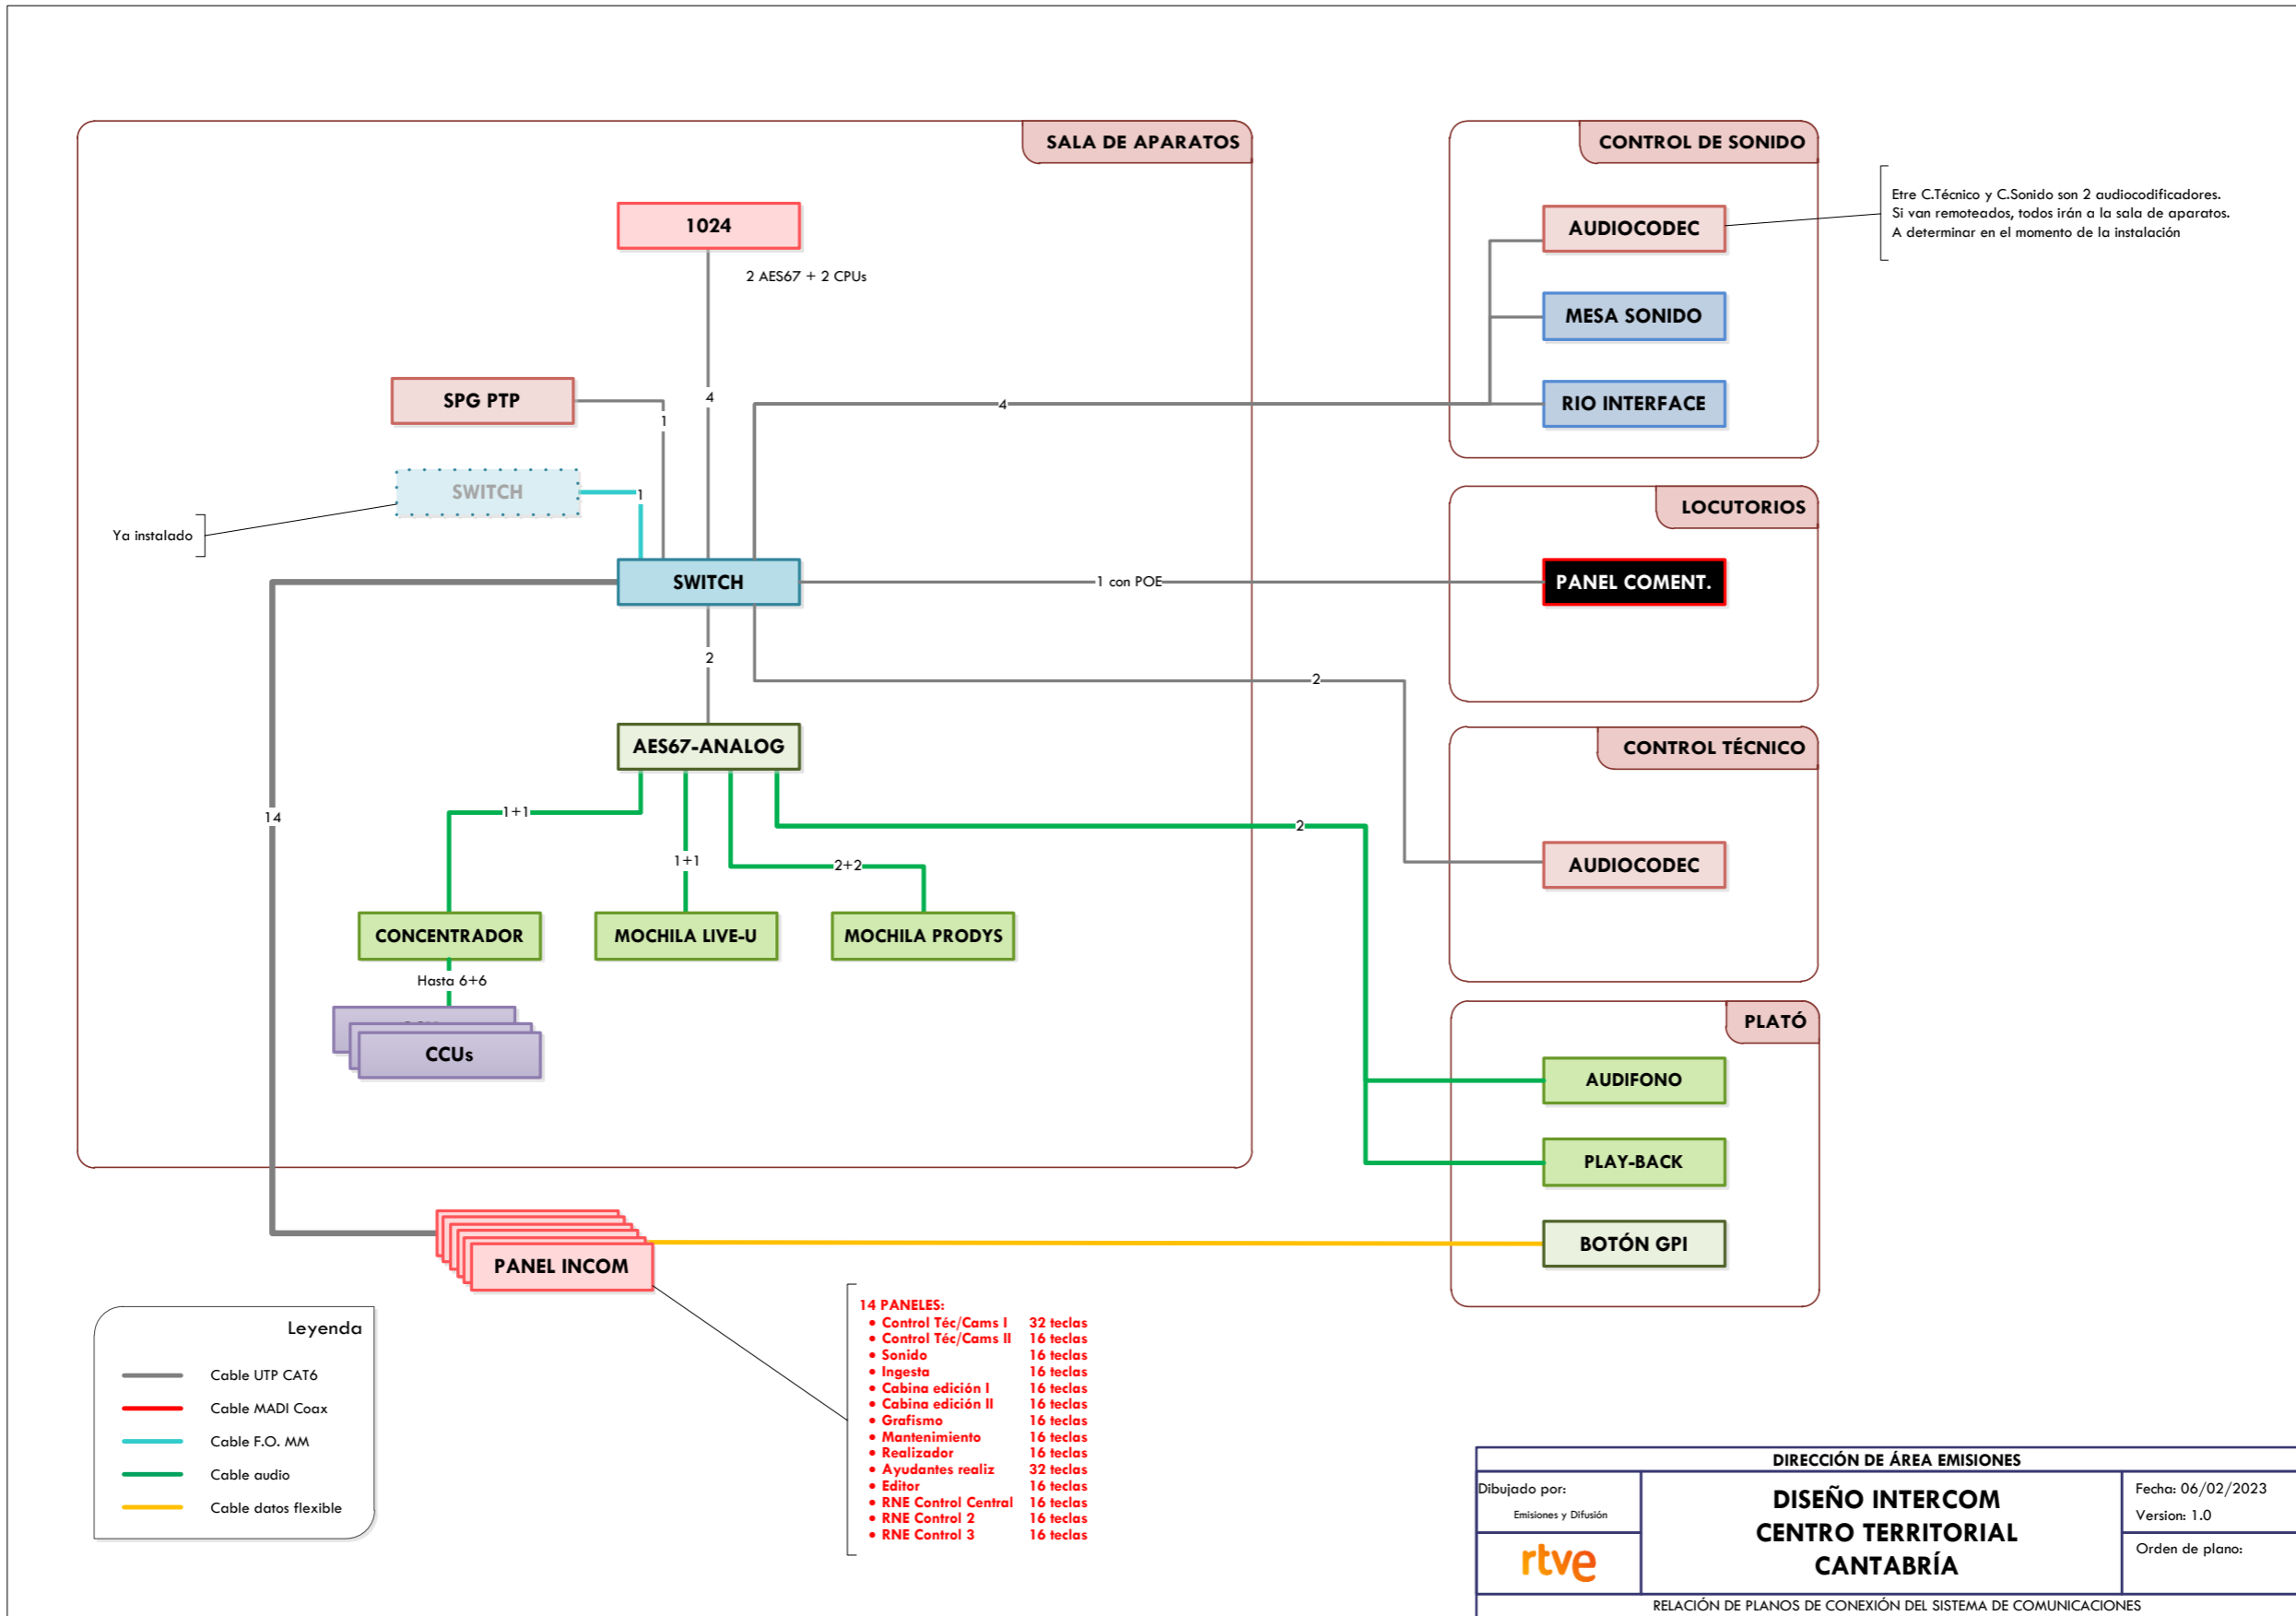 SALA DE APARATOS
1024
2 AES67 + 2 CPUs
SPG PTP
1
4
4
SWITCH
1
Ya instalado
SWITCH
1 con POE
2
2
AES67-ANALOG
14
1+1
1+1
2+2
2
CONCENTRADOR
MOCHILA LIVE-U
MOCHILA PRODYS
Hasta 6+6
CCUs
PANEL INCOM
CONTROL DE SONIDO
AUDIOCODEC
MESA SONIDO
RIO INTERFACE
Etre C.Técnico y C.Sonido son 2 audiocodificadores.
Si van remoteados, todos irán a la sala de aparatos.
A determinar en el momento de la instalación
LOCUTORIOS
PANEL COMENT.
CONTROL TÉCNICO
AUDIOCODEC
PLATÓ
AUDIFONO
PLAY-BACK
BOTÓN GPI
14 PANELES:
• Control Téc/Cams I 32 teclas
• Control Téc/Cams II 16 teclas
• Sonido 16 teclas
• Ingesta 16 teclas
• Cabina edición I 16 teclas
• Cabina edición II 16 teclas
• Grafismo 16 teclas
• Mantenimiento 16 teclas
• Realizador 16 teclas
• Ayudantes realiz 32 teclas
• Editor 16 teclas
• RNE Control Central 16 teclas
• RNE Control 2 16 teclas
• RNE Control 3 16 teclas
Leyenda
Cable UTP CAT6
Cable MADI Coax
Cable F.O. MM
Cable audio
Cable datos flexible
DIRECCIÓN DE ÁREA EMISIONES
Dibujado por:
Emisiones y Difusión
rtve
DISEÑO INTERCOM
CENTRO TERRITORIAL
CANTABRÍA
Fecha: 06/02/2023
Version: 1.0
Orden de plano:
RELACIÓN DE PLANOS DE CONEXIÓN DEL SISTEMA DE COMUNICACIONES